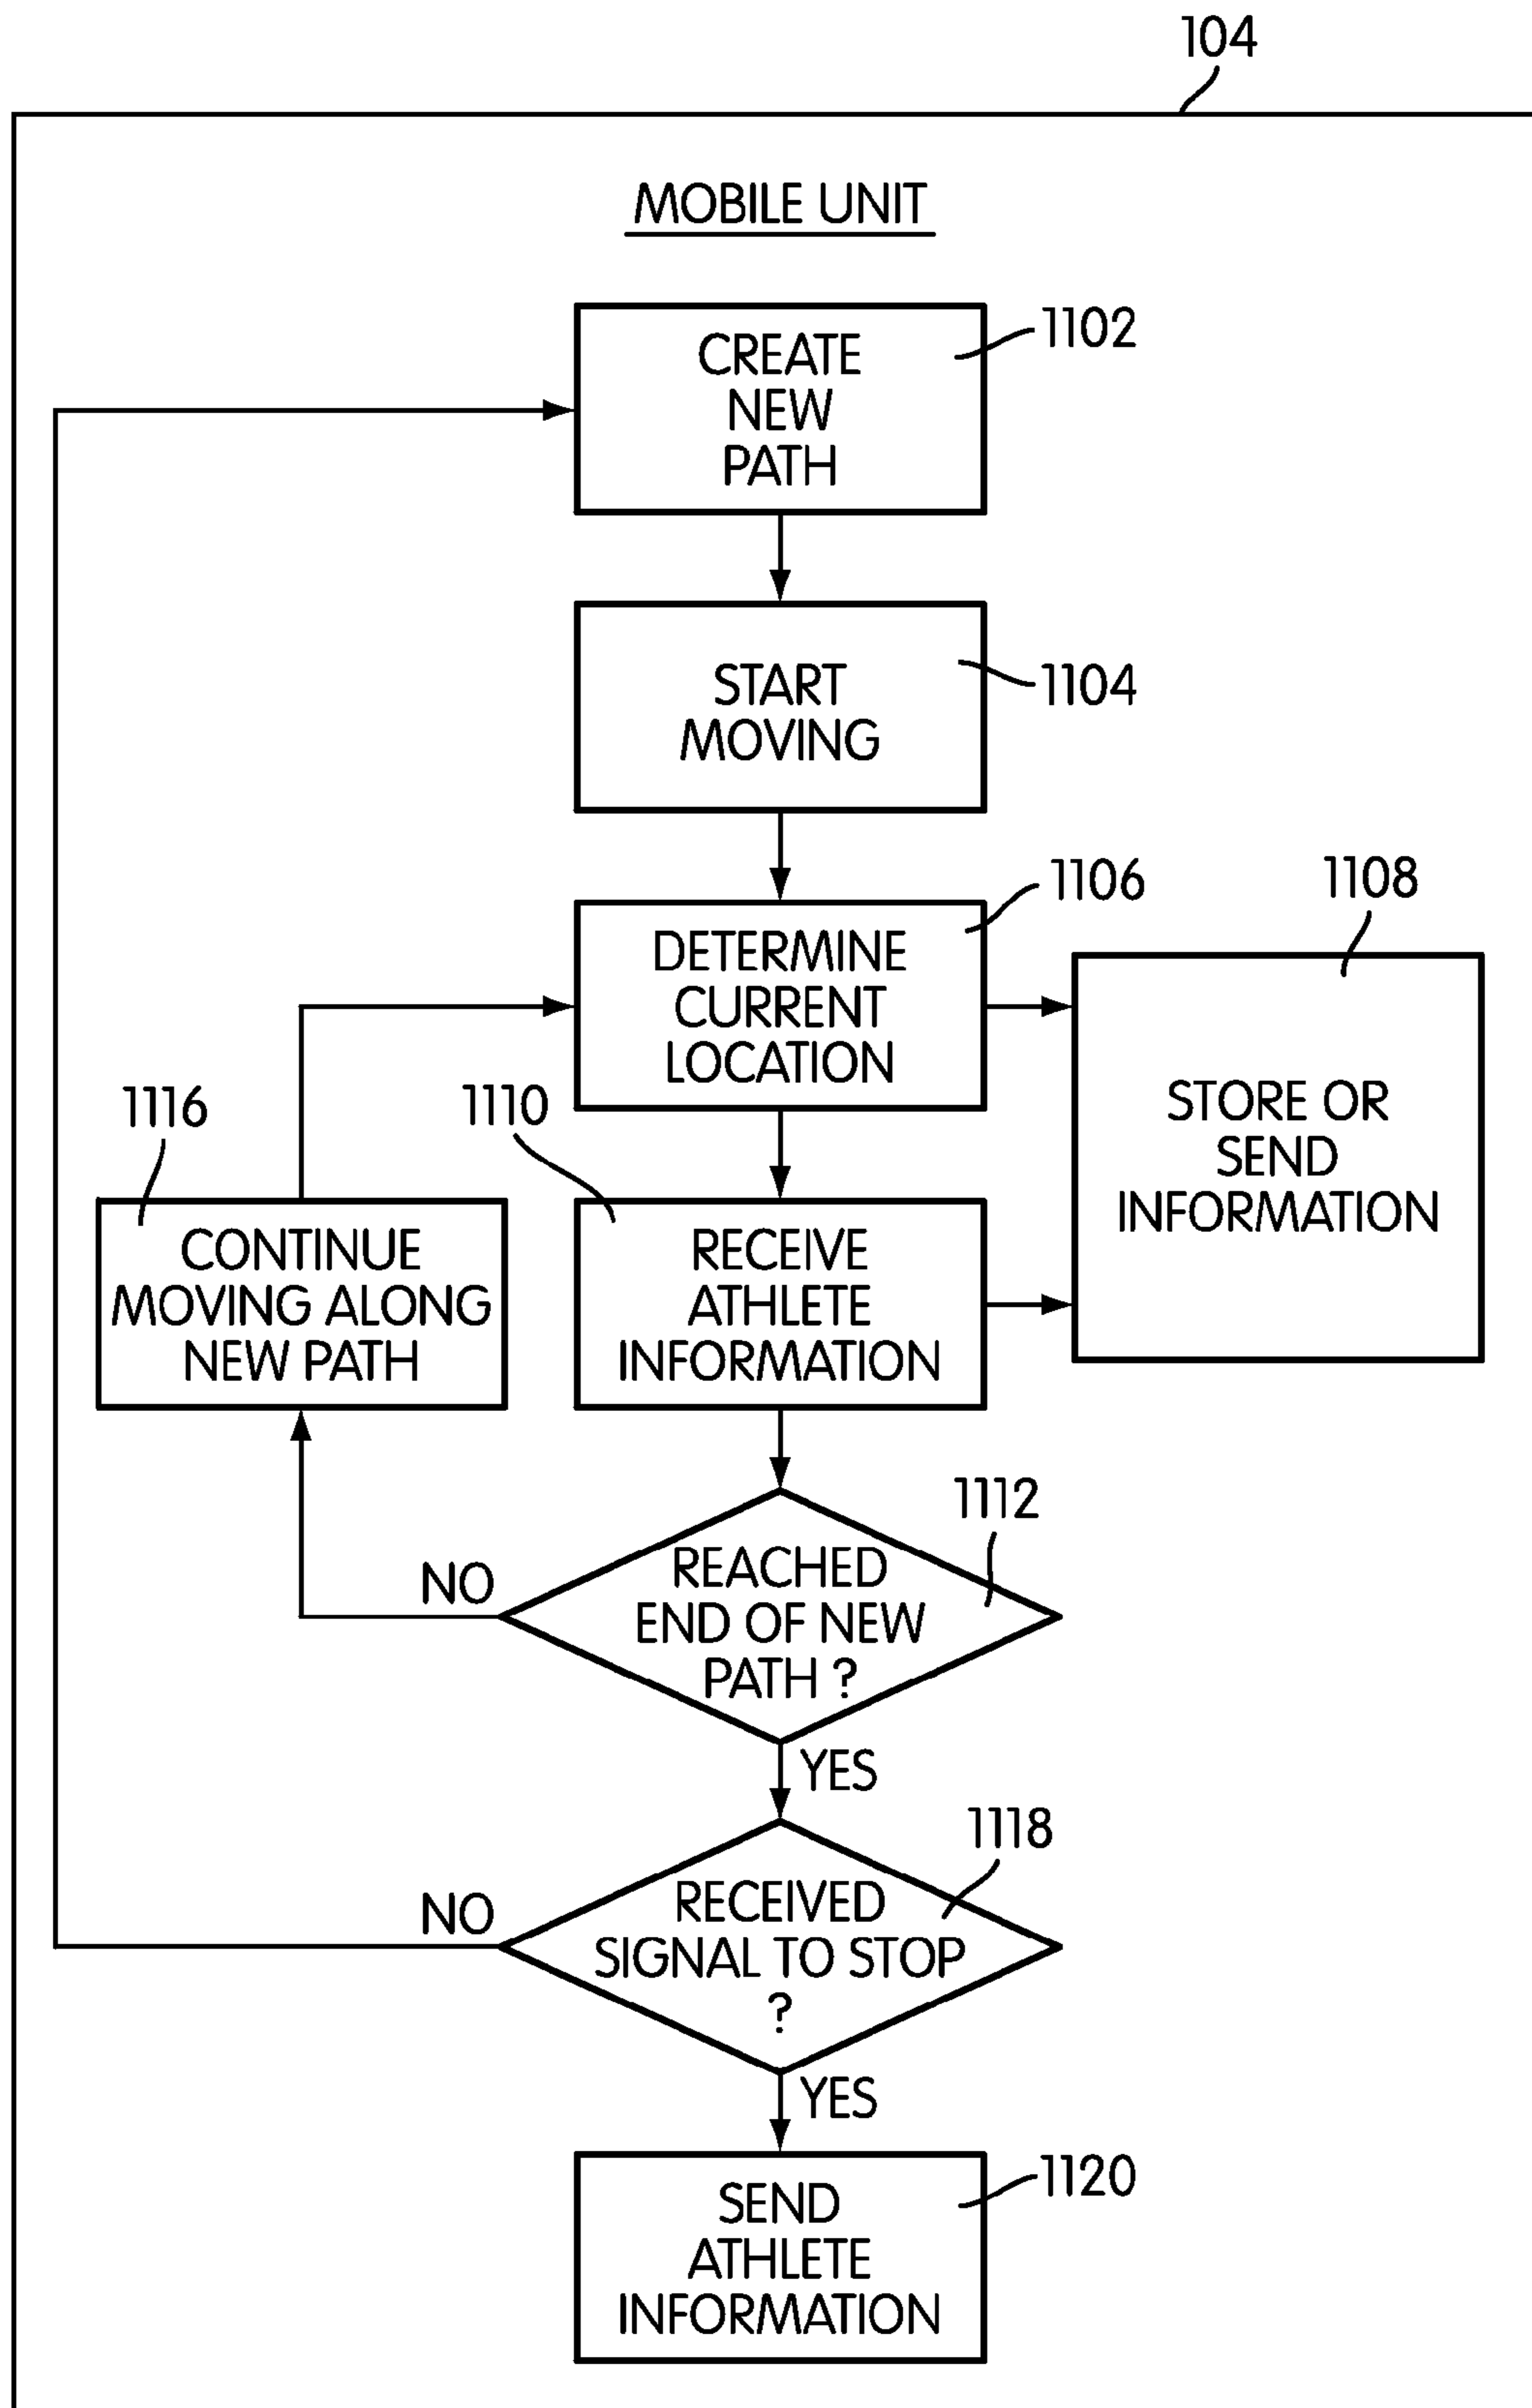 104
MOBILE UNIT
CREATE
NEW
PATH
1102
START
MOVING
1104
DETERMINE
CURRENT
LOCATION
1106
1108
STORE OR
SEND
INFORMATION
1116
CONTINUE
MOVING ALONG
NEW PATH
1110
RECEIVE
ATHLETE
INFORMATION
1112
REACHED
END OF NEW
PATH ?
NO
YES
1118
RECEIVED
SIGNAL TO STOP
?
NO
YES
1120
SEND
ATHLETE
INFORMATION